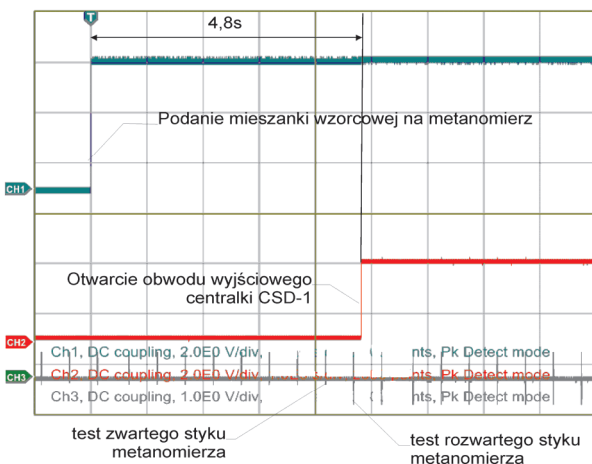 T
4,8s
Podanie mieszanki wzorcowej na metanomierz
CH1
Otwarcie obwodu wyjściowego
centralki CSD-1
CH2
Ch1, DC coupling, 2.0E0 V/div, nts, Pk Detect mode
Ch2, DC coupling, 2.0E0 V/div, nts, Pk Detect mode
CH3
Ch3, DC coupling, 1.0E0 V/div, nts, Pk Detect mode
test zwartego styku
metanomierza
test rozwartego styku
metanomierza